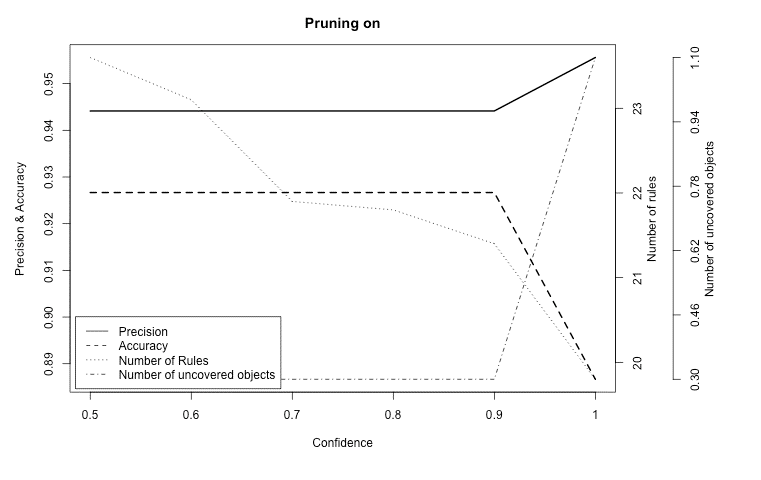 Pruning on
Precision & Accuracy
0.95
0.94
0.93
0.92
0.91
0.90
0.89
Precision
Accuracy
Number of Rules
Number of uncovered objects
0.5 0.6 0.7 0.8 0.9 1
Confidence
23
22
21
20
Number of rules
1.10
0.94
0.78
0.62
0.46
0.30
Number of uncovered objects